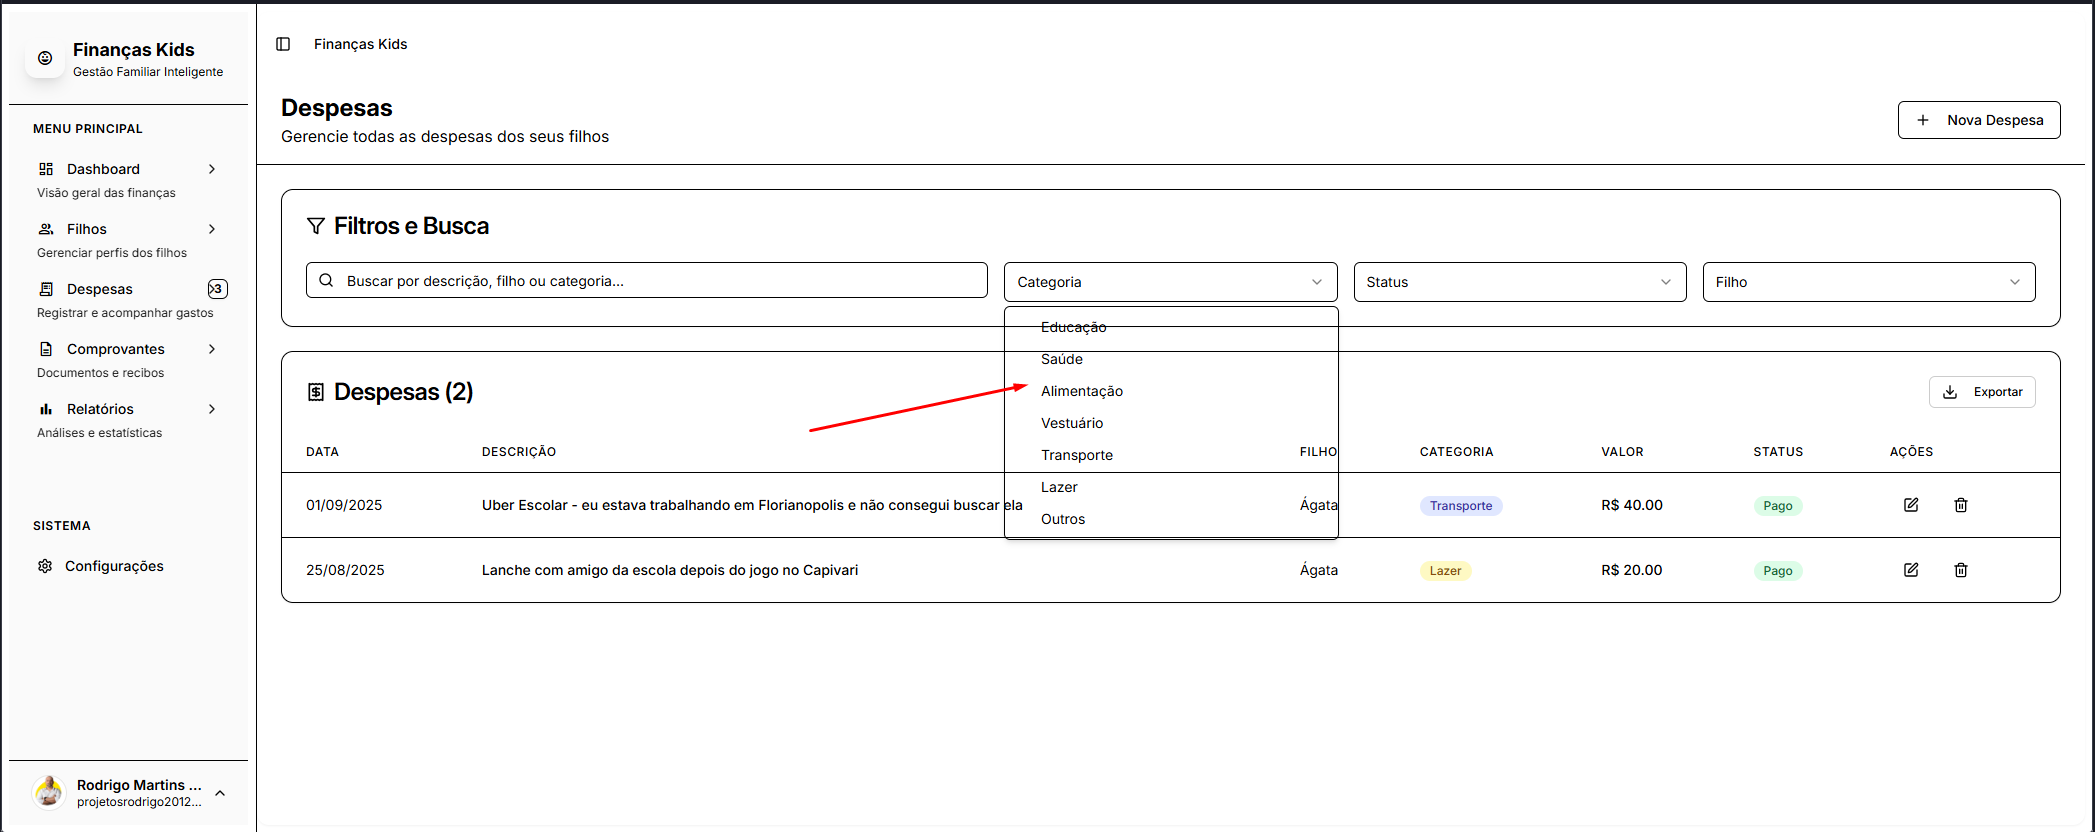 Finanças Kids
Gestão Familiar Inteligente
MENU PRINCIPAL
Dashboard
Visão geral das finanças
Filhos
Gerenciar perfis dos filhos
Despesas
3
Registrar e acompanhar gastos
Comprovantes
Documentos e recibos
Relatórios
Análises e estatísticas
SISTEMA
Configurações
Rodrigo Martins ...
projetosrodrigo2012...
Finanças Kids
Despesas
Gerencie todas as despesas dos seus filhos
Nova Despesa
Filtros e Busca
Buscar por descrição, filho ou categoria...
Categoria
Status
Filho
Educação
Saúde
Alimentação
Vestuário
Transporte
Lazer
Outros
Despesas (2)
Exportar
DATA DESCRIÇÃO FILHO CATEGORIA VALOR STATUS AÇÕES
01/09/2025 Uber Escolar - eu estava trabalhando em Florianopolis e não consegui buscar ela Ágata Transporte R$ 40.00 Pago
25/08/2025 Lanche com amigo da escola depois do jogo no Capivari Ágata Lazer R$ 20.00 Pago